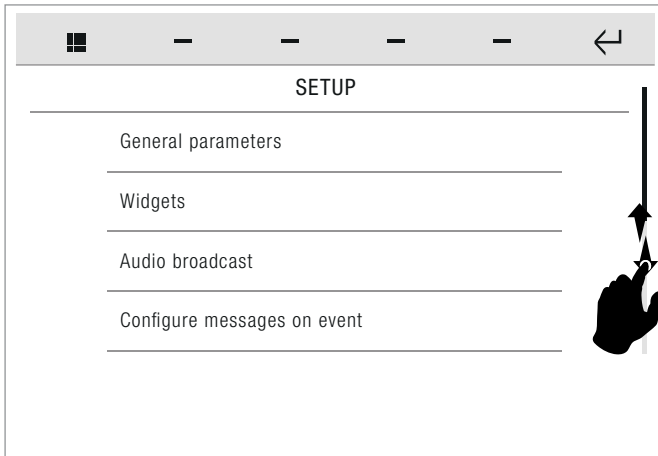 SETUP
General parameters
Widgets
Audio broadcast
Configure messages on event